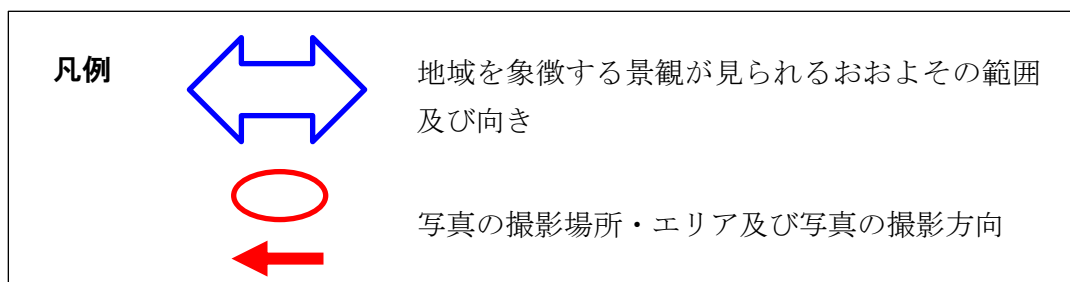 凡例
地域を象徴する景観が見られるおおよその範囲
及び向き
写真の撮影場所・エリア及び写真の撮影方向